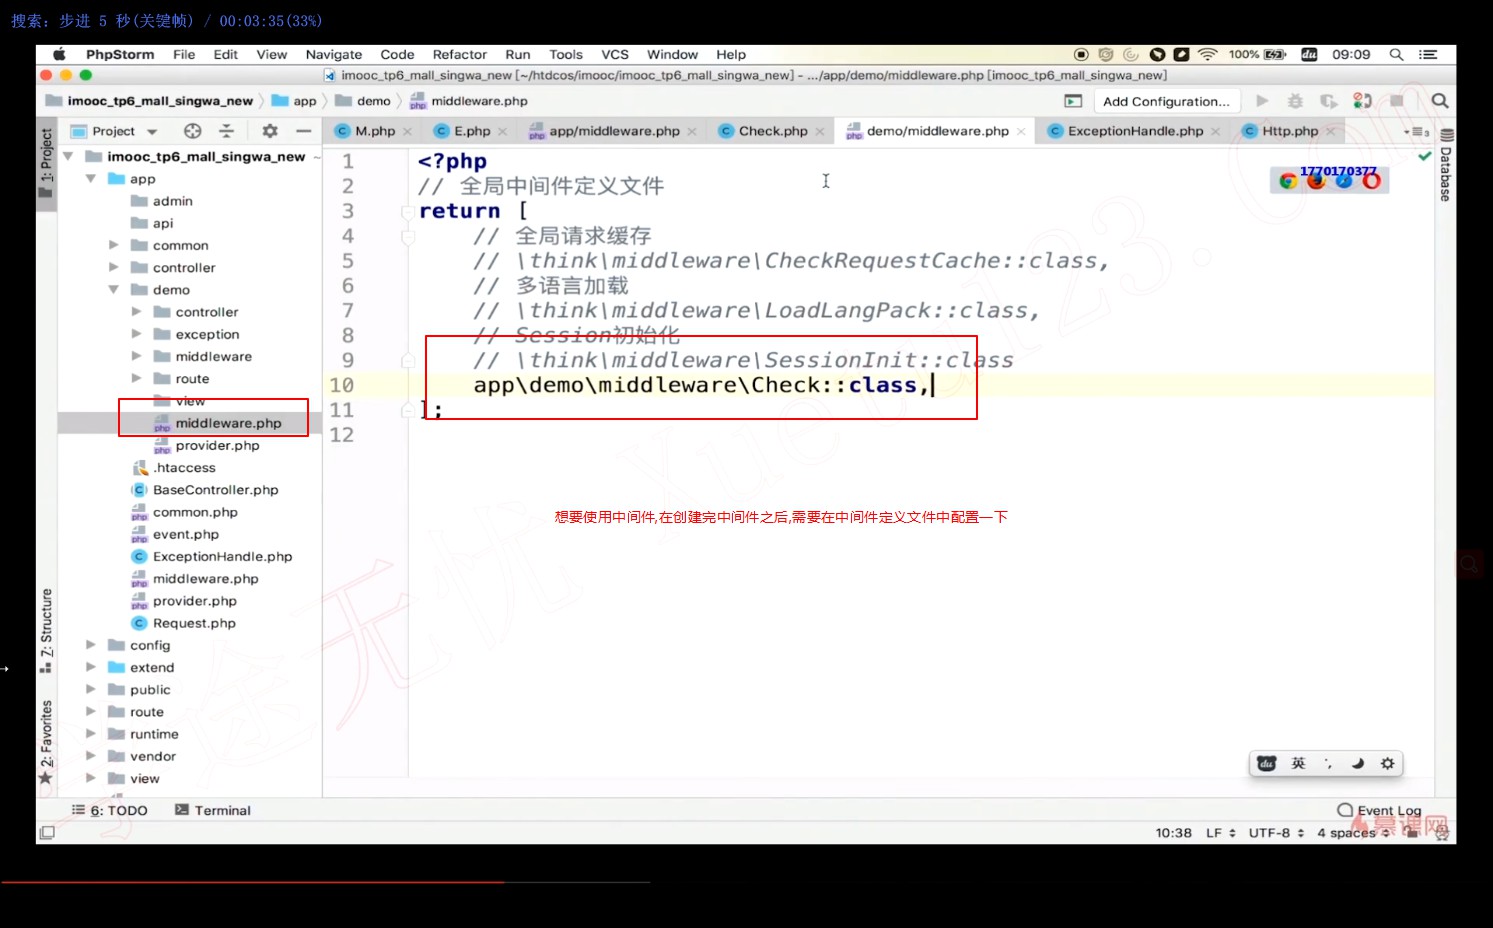 搜索: 步进 5 秒(关键帧) / 00:03:35(33%)
PhpStorm File Edit View Navigate Code Refactor Run Tools VCS Window Help 100% 09:09
imooc_tp6_mall_singwa_new [~/htdcos/imooc/imooc_tp6_mall_singwa_new] - .../app/demo/middleware.php [imooc_tp6_mall_singwa_new]
imooc_tp6_mall_singwa_new app demo middleware.php Add Configuration...
Project M.php E.php app/middleware.php Check.php demo/middleware.php ExceptionHandle.php Http.php
1: Project
Database
imooc_tp6_mall_singwa_new ~
app
admin
api
common
controller
demo
controller
exception
middleware
route
view
middleware.php
provider.php
.htaccess
BaseController.php
common.php
event.php
ExceptionHandle.php
middleware.php
provider.php
Request.php
config
extend
public
route
runtime
vendor
view
7: Structure
2: Favorites
1 <?php
2 // 全局中间件定义文件
3 return [
4 // 全局请求缓存
5 // \think\middleware\CheckRequestCache::class,
6 // 多语言加载
7 // \think\middleware\LoadLangPack::class,
8 // Session初始化
9 // \think\middleware\SessionInit::class
10 app\demo\middleware\Check::class,
11 ];
12
1770170377
想要使用中间件,在创建完中间件之后,需要在中间件定义文件中配置一下
du 英
6: TODO Terminal Event Log
10:38 LF UTF-8 4 spaces
慕课网